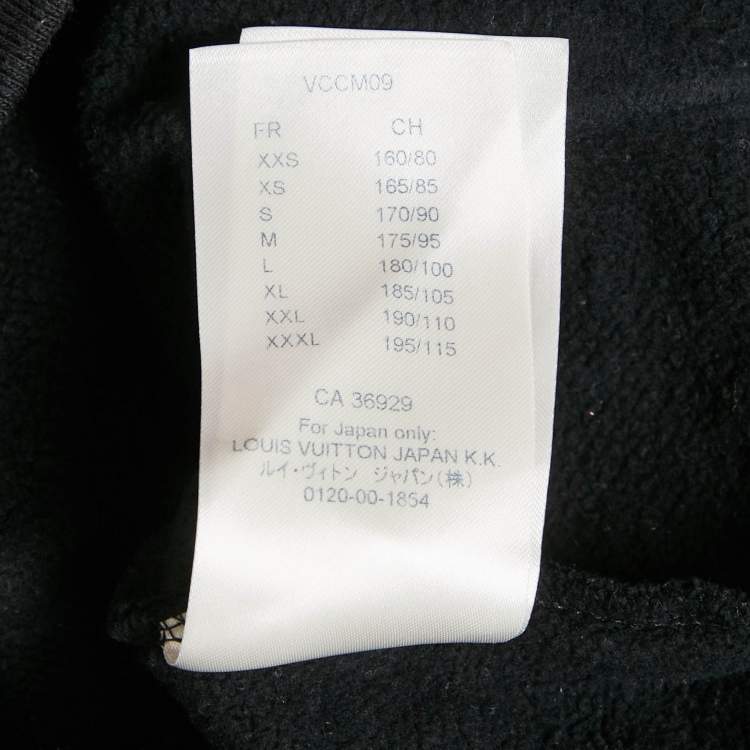 VCCM09
FR CH
XXS 160/80
XS 165/85
S 170/90
M 175/95
L 180/100
XL 185/105
XXL 190/110
XXXL 195/115
CA 36929
For Japan only:
LOUIS VUITTON JAPAN K.K.
ルイ・ヴィトン ジャパン(株)
0120-00-1854